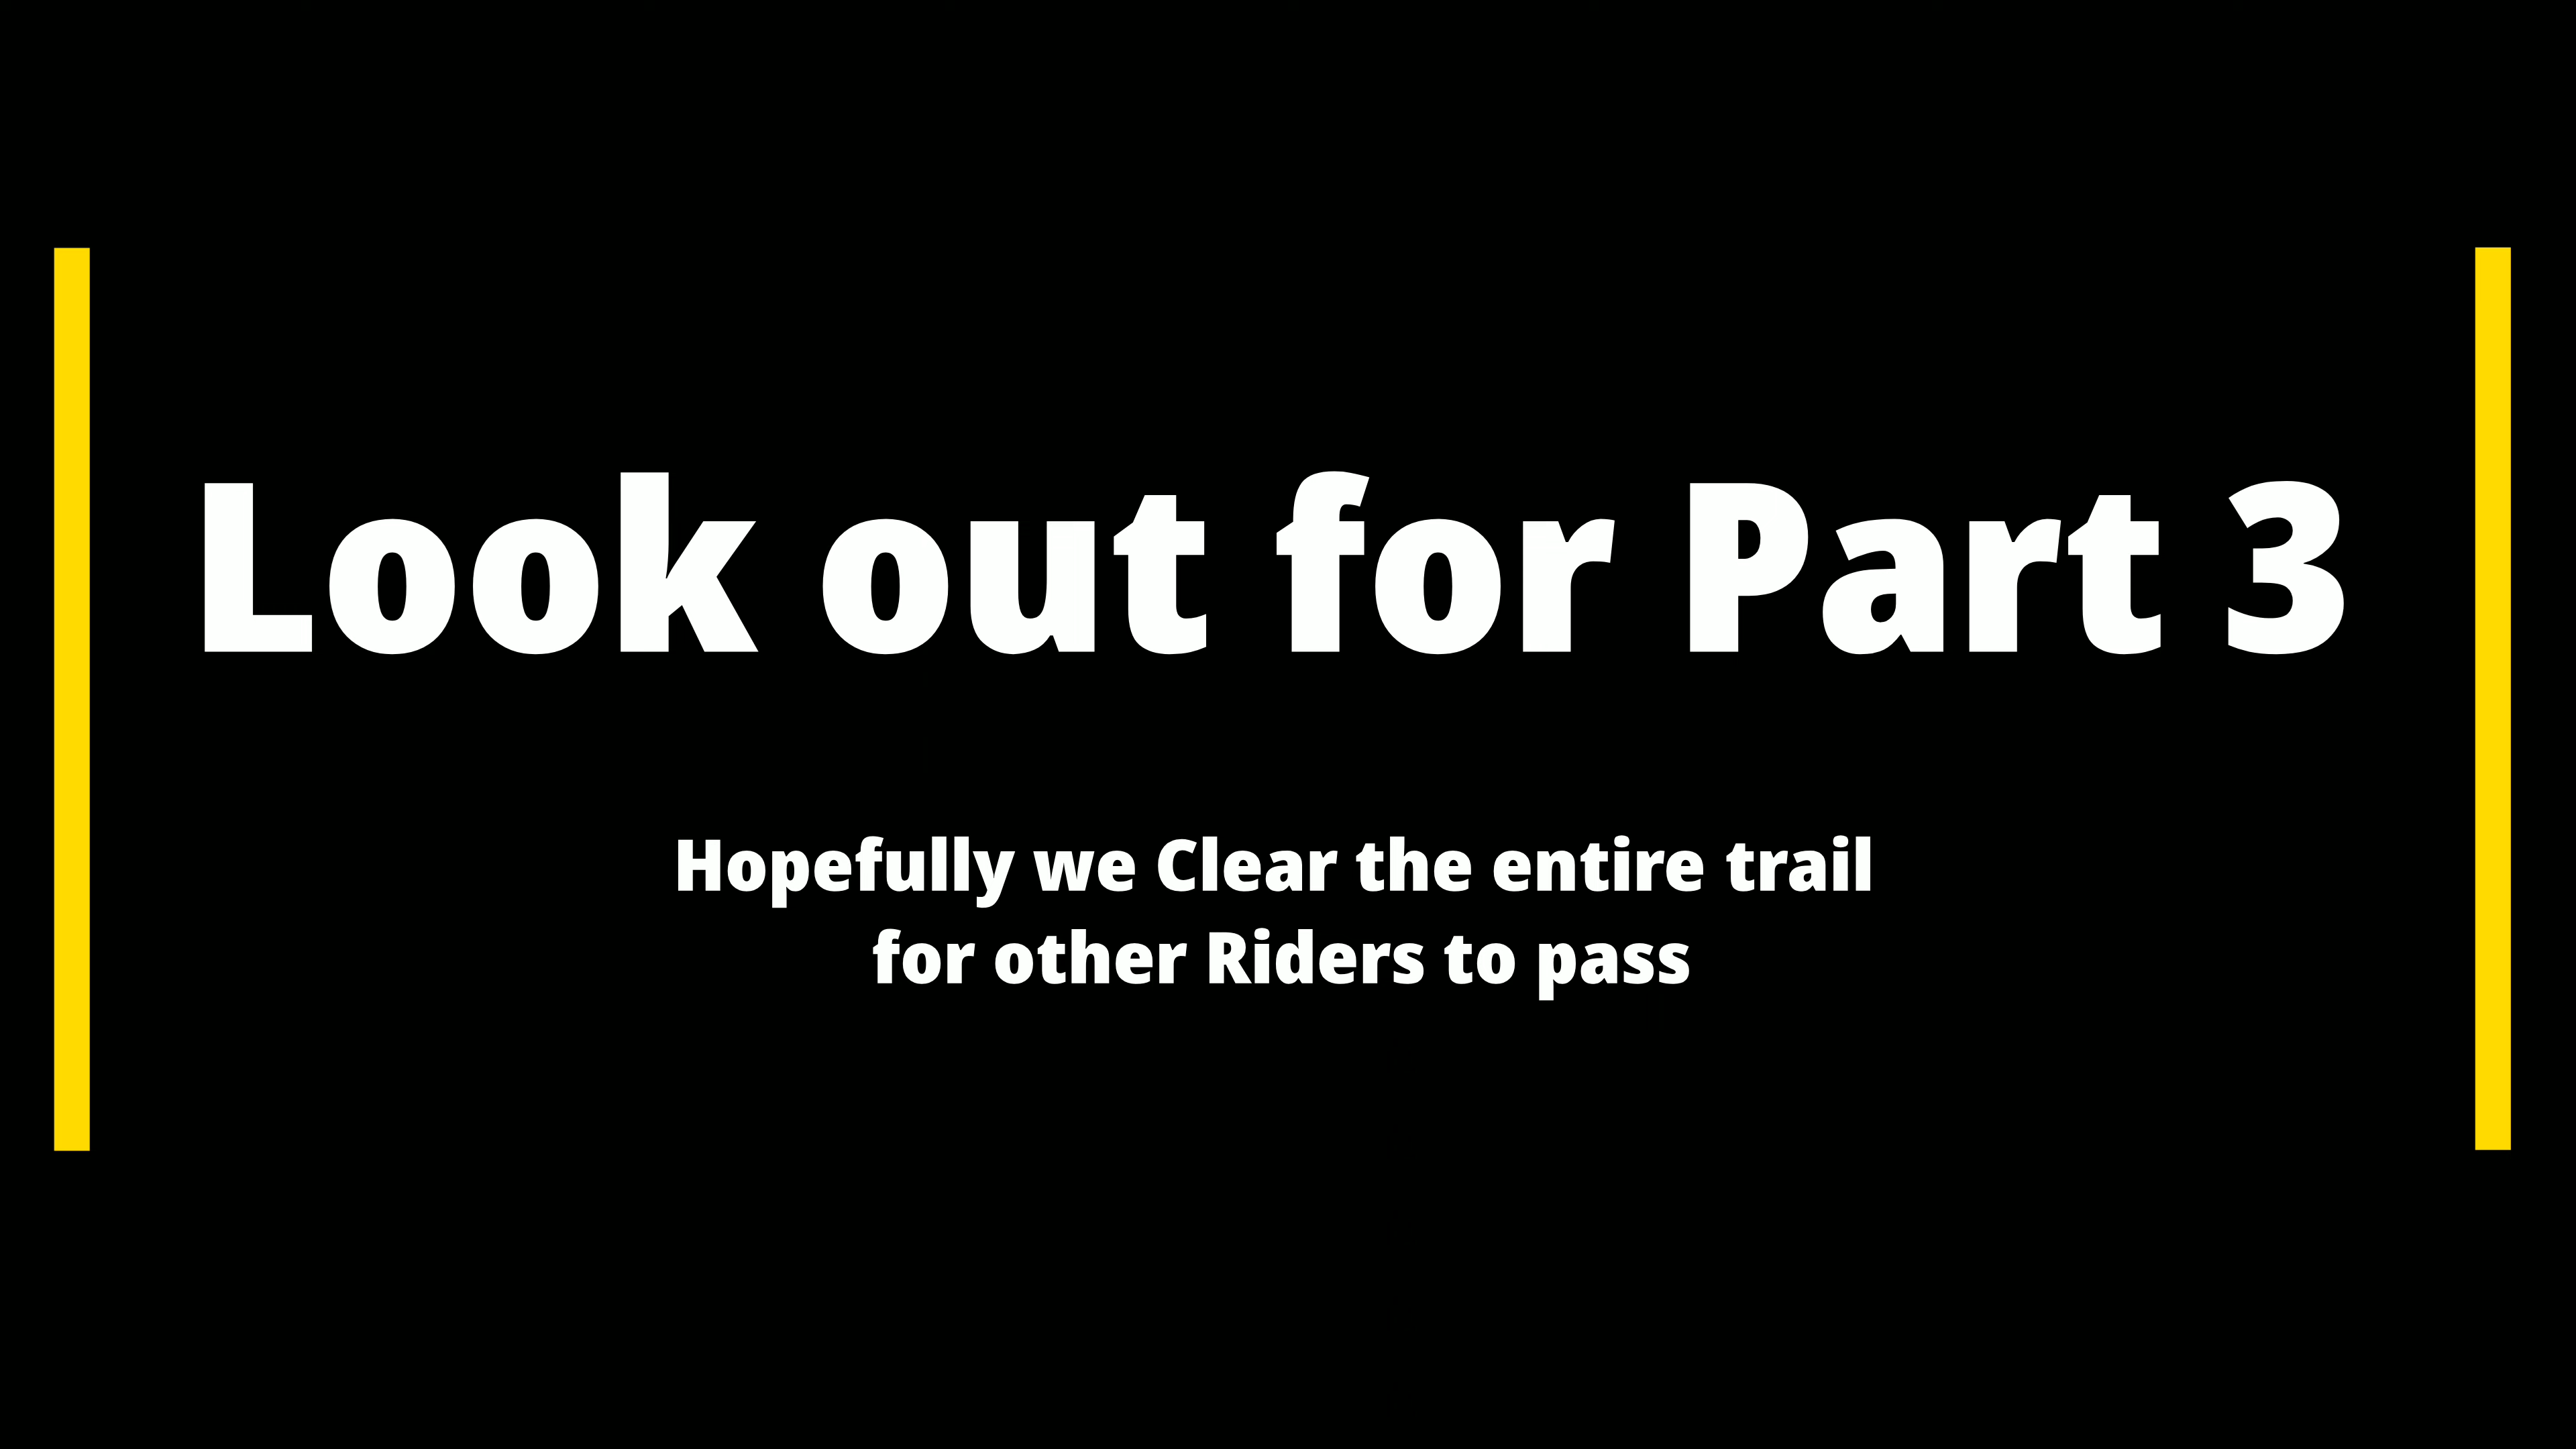 Look out for Part 3
Hopefully we Clear the entire trail
for other Riders to pass